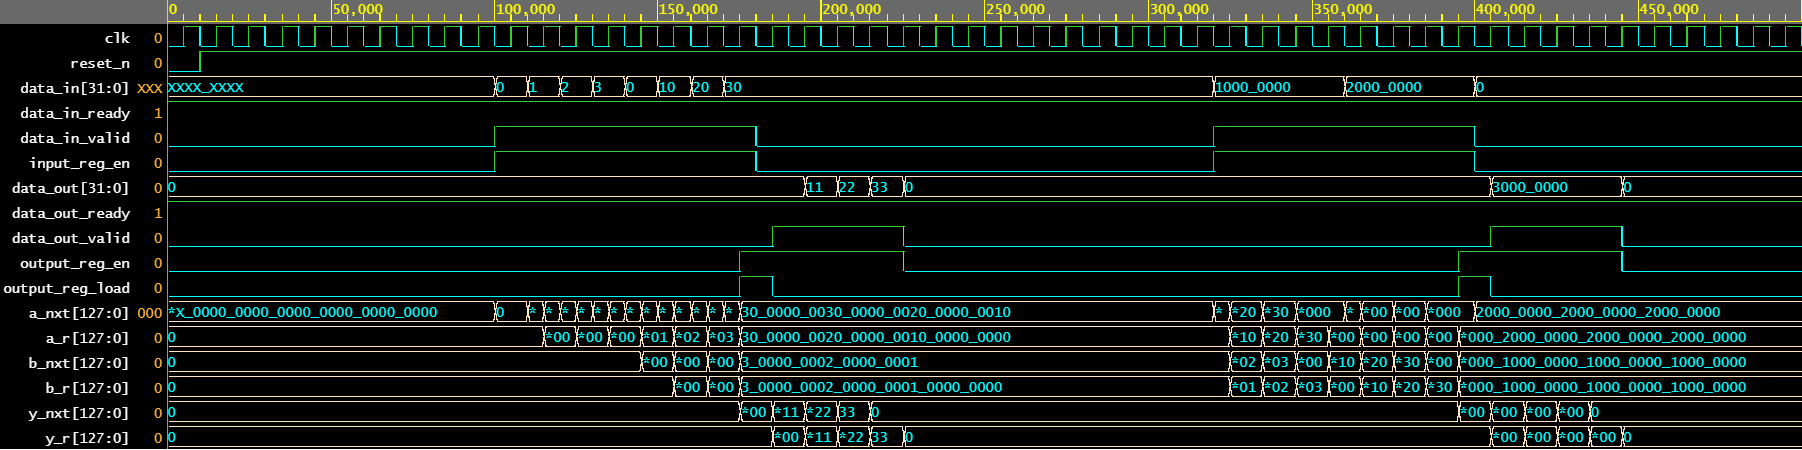 0 50,000 100,000 150,000 200,000 250,000 300,000 350,000 400,000 450,000
clk 0
reset_n 0
data_in[31:0] XXX XXXX_XXXX 0 1 2 3 0 10 20 30 1000_0000 2000_0000 0
data_in_ready 1
data_in_valid 0
input_reg_en 0
data_out[31:0] 0 0 11 22 33 0 3000_0000 0
data_out_ready 1
data_out_valid 0
output_reg_en 0
output_reg_load 0
a_nxt[127:0] 000 *X_0000_0000_0000_0000_0000_0000 0 * * * * * * * * * * * * * 30_0000_0030_0000_0020_0000_0010 * *20 *30 *000 * *00 *00 *000 2000_0000_2000_0000_2000_0000
a_r[127:0] 0 0 *00 *00 *00 *01 *02 *03 30_0000_0020_0000_0010_0000_0000 *10 *20 *30 *00 *00 *00 *00 *000_2000_0000_2000_0000_2000_0000
b_nxt[127:0] 0 0 *00 *00 *00 3_0000_0002_0000_0001 *02 *03 *00 *10 *20 *30 *00 *000_1000_0000_1000_0000_1000_0000
b_r[127:0] 0 0 *00 *00 3_0000_0002_0000_0001_0000_0000 *01 *02 *03 *00 *10 *20 *30 *000_1000_0000_1000_0000_1000_0000
y_nxt[127:0] 0 0 *00 *11 *22 33 0 *00 *00 *00 *00 0
y_r[127:0] 0 0 *00 *11 *22 33 0 *00 *00 *00 *00 0